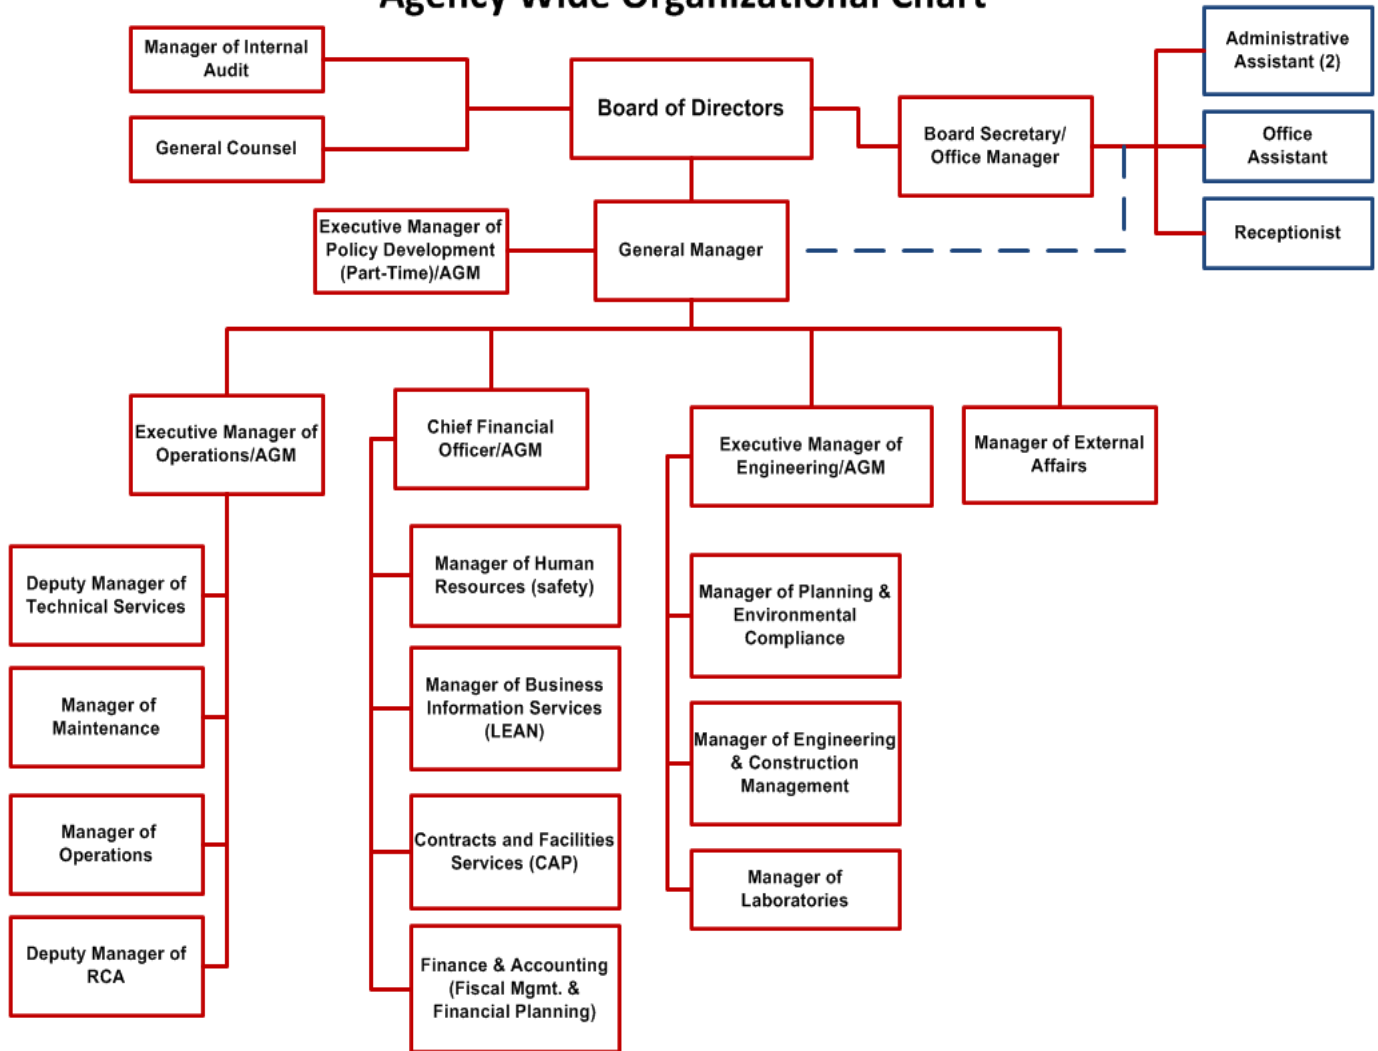 Agency Wide Organizational Chart
Manager of Internal
Audit
General Counsel
Board of Directors
Board Secretary/
Office Manager
Administrative
Assistant (2)
Office
Assistant
Receptionist
Executive Manager of
Policy Development
(Part-Time)/AGM
General Manager
Executive Manager of
Operations/AGM
Chief Financial
Officer/AGM
Executive Manager of
Engineering/AGM
Manager of External
Affairs
Deputy Manager of
Technical Services
Manager of
Maintenance
Manager of
Operations
Deputy Manager of
RCA
Manager of Human
Resources (safety)
Manager of Business
Information Services
(LEAN)
Contracts and Facilities
Services (CAP)
Finance & Accounting
(Fiscal Mgmt. &
Financial Planning)
Manager of Planning &
Environmental
Compliance
Manager of Engineering
& Construction
Management
Manager of
Laboratories